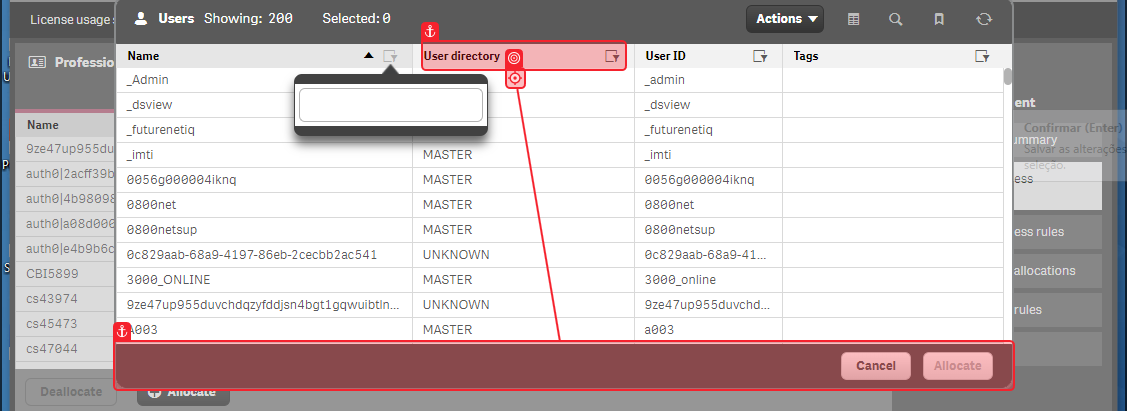 License usage s
Users Showing: 200 Selected: 0 Actions
Professio
Name User directory User ID Tags
_Admin _admin
_dsview _dsview
_futurenetiq _futurenetiq
_imti MASTER _imti
0056g000004iknq MASTER 0056g000004iknq
0800net MASTER 0800net
0800netsup MASTER 0800netsup
0c829aab-68a9-4197-86eb-2cecbb2ac541 UNKNOWN 0c829aab-68a9-41...
3000_ONLINE MASTER 3000_online
9ze47up955duvchdqzyfddjsn4bgt1gqwuibtln... UNKNOWN 9ze47up955duvchd...
A003 MASTER a003
Cancel Allocate
Name
9ze47up955du
auth0|2acff39b
auth0|4b98098
auth0|a08d000
auth0|e4b9b6c
CBI5899
cs43974
cs45473
cs47044
Deallocate Allocate
ent
Confirmar (Enter)
ummary
Salvar as alterações
seleção.
ess
ess rules
allocations
rules
U
P
S